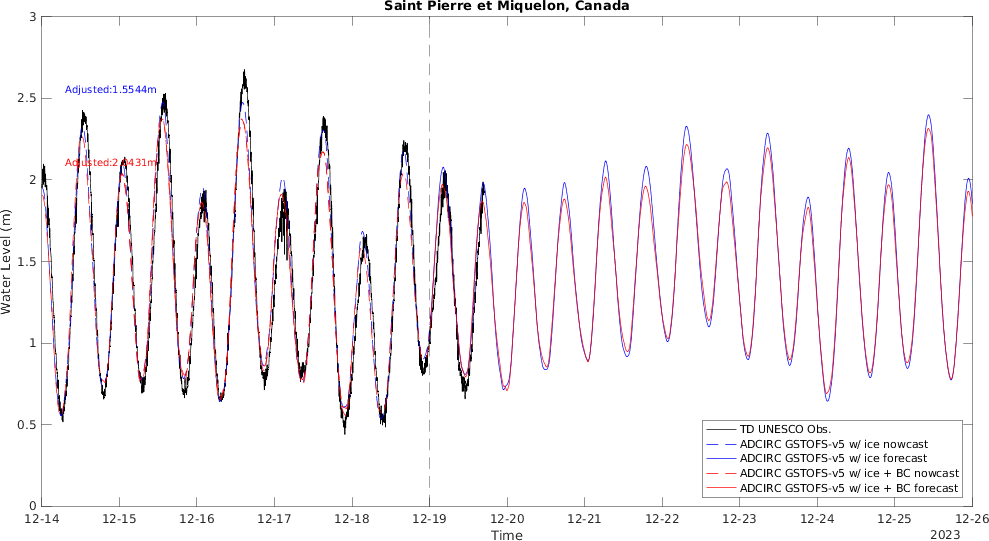 Saint Pierre et Miquelon, Canada
3
2.5
2
1.5
1
0.5
0
Water Level (m)
Adjusted:1.5544m
Adjusted:2.0431m
TD UNESCO Obs.
ADCIRC GSTOFS-v5 w/ ice nowcast
ADCIRC GSTOFS-v5 w/ ice forecast
ADCIRC GSTOFS-v5 w/ ice + BC nowcast
ADCIRC GSTOFS-v5 w/ ice + BC forecast
12-14 12-15 12-16 12-17 12-18 12-19 12-20 12-21 12-22 12-23 12-24 12-25 12-26
Time
2023